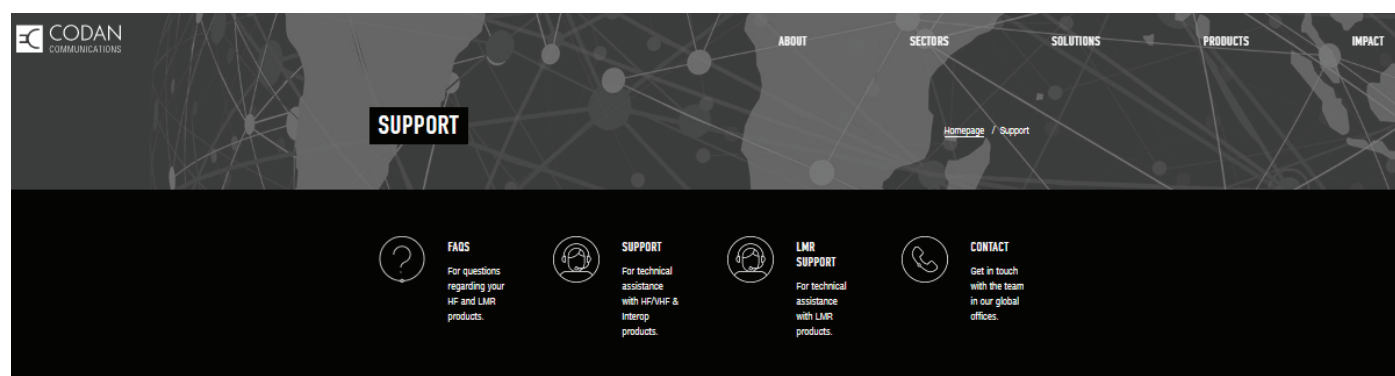 CODAN
COMMUNICATIONS
ABOUT
SECTORS
SOLUTIONS
PRODUCTS
IMPACT
SUPPORT
Homepage / Support
FAQS
For questions
regarding your
HF and LMR
products.
SUPPORT
For technical
assistance
with HF/VHF &
Interop
products.
LMR
SUPPORT
For technical
assistance
with LMR
products.
CONTACT
Get in touch
with the team
in our global
offices.